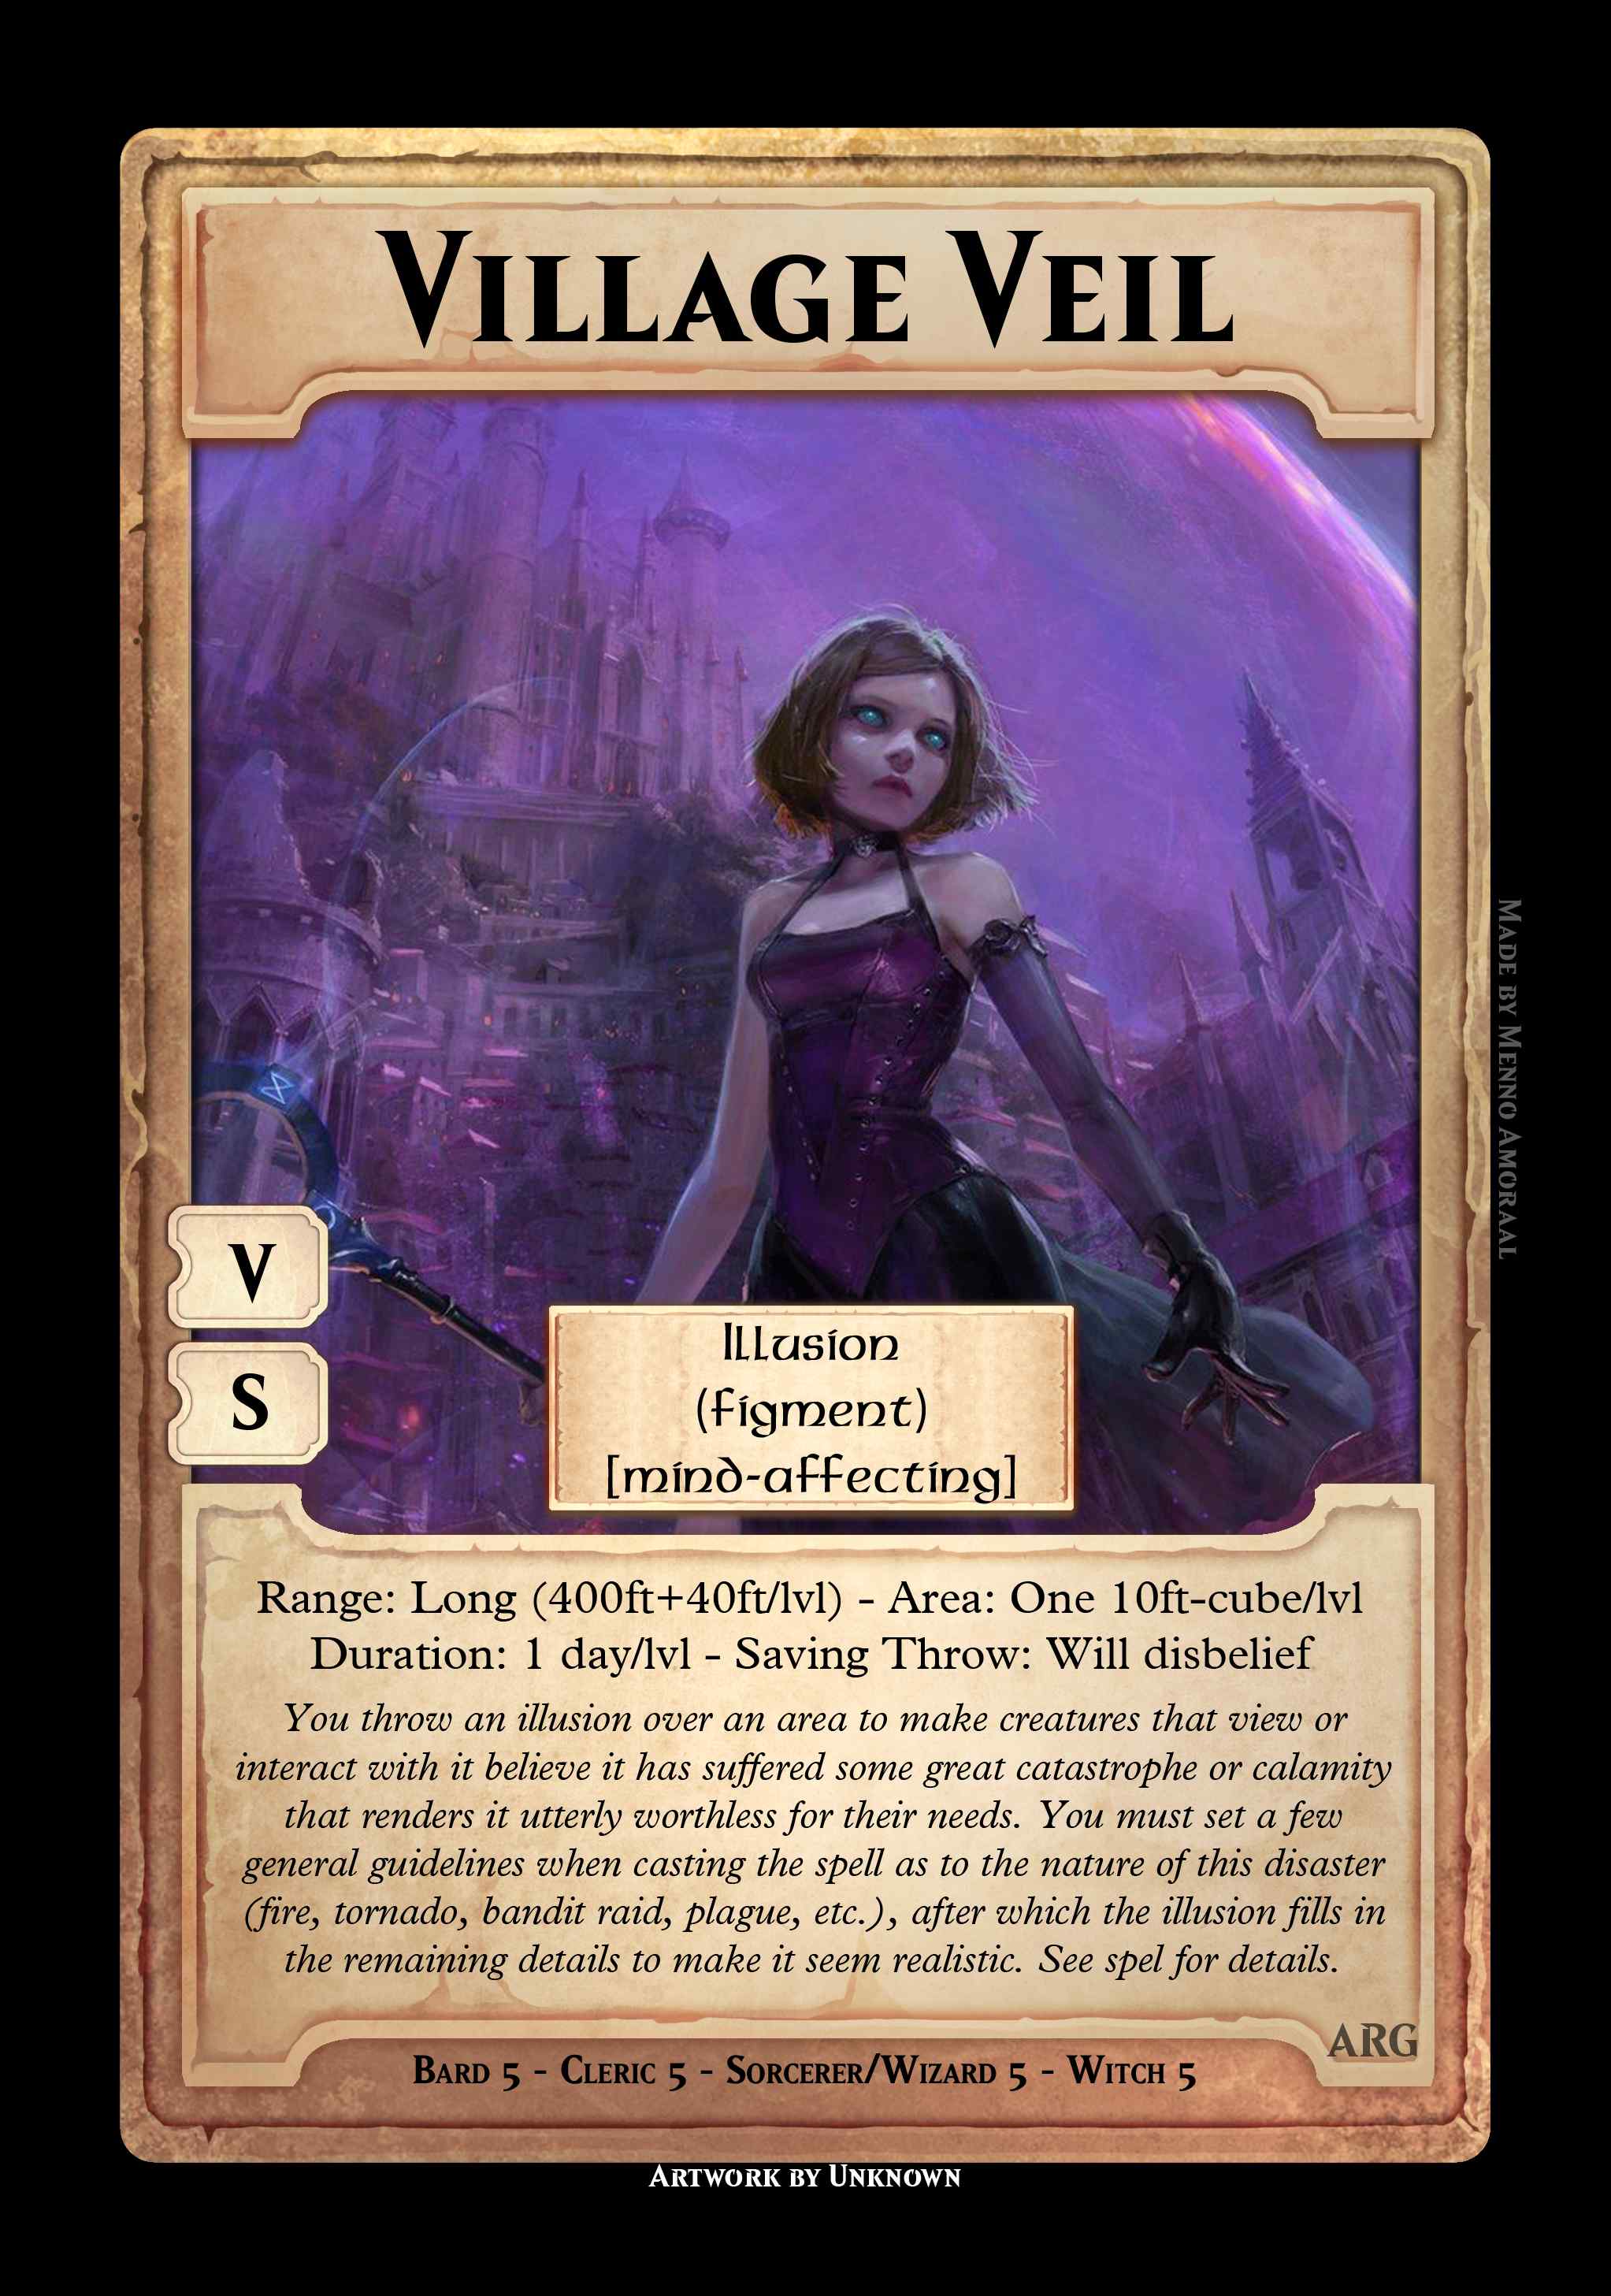 Village Veil
V
S
Illusion
(figment)
[mind-affecting]
Range: Long (400ft+40ft/lvl) - Area: One 10ft-cube/lvl
Duration: 1 day/lvl - Saving Throw: Will disbelief
You throw an illusion over an area to make creatures that view or
interact with it believe it has suffered some great catastrophe or calamity
that renders it utterly worthless for their needs. You must set a few
general guidelines when casting the spell as to the nature of this disaster
(fire, tornado, bandit raid, plague, etc.), after which the illusion fills in
the remaining details to make it seem realistic. See spel for details.
ARG
Bard 5 - Cleric 5 - Sorcerer/Wizard 5 - Witch 5
Artwork by Unknown
Made by Menno Amoraal